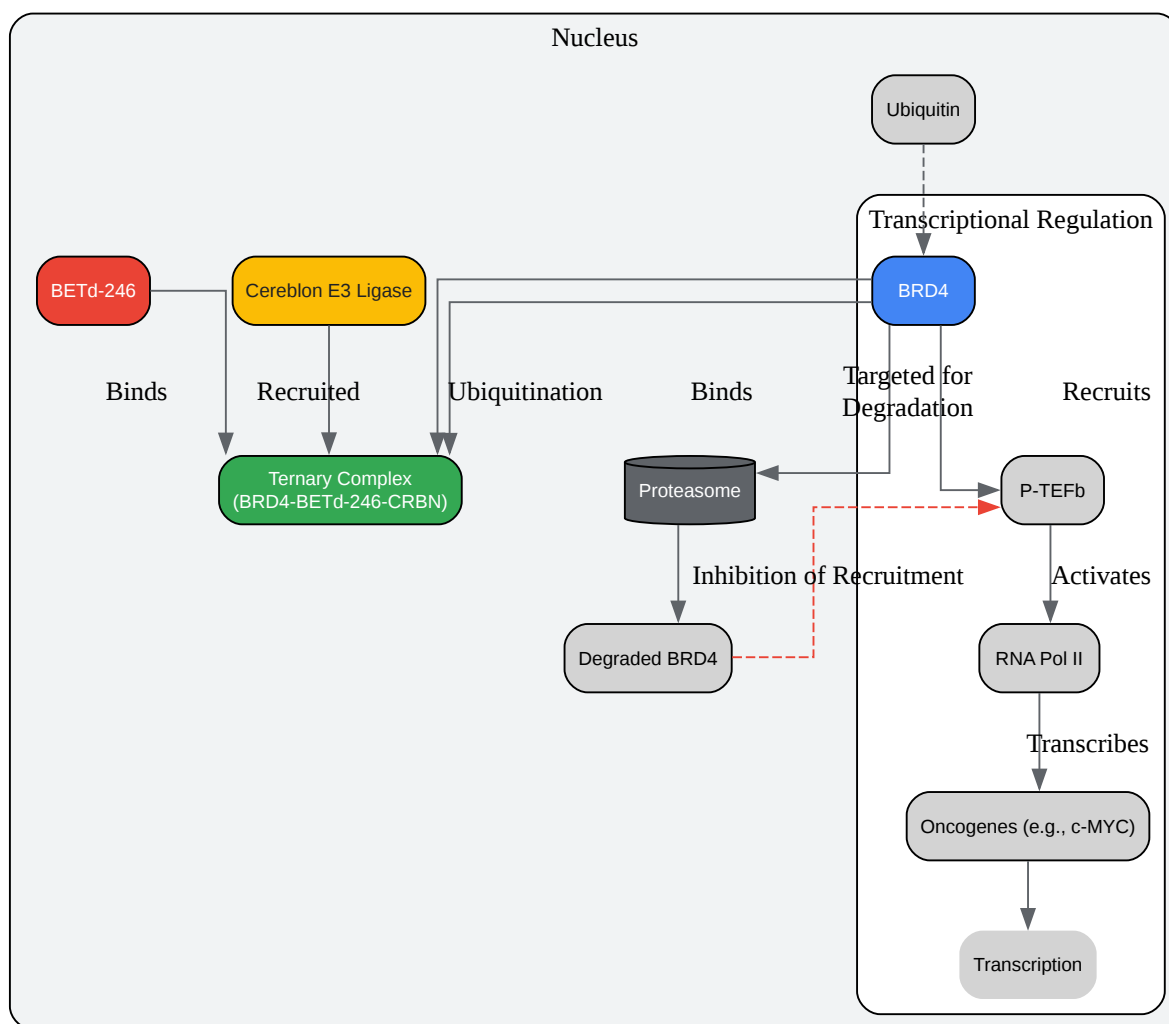 Nucleus
Ubiquitin
Transcriptional Regulation
BETd-246
Cereblon E3 Ligase
BRD4
Binds
Recruited
Ubiquitination
Binds
Targeted for
Degradation
Recruits
Ternary Complex
(BRD4-BETd-246-CRBN)
Proteasome
P-TEFb
Inhibition of Recruitment
Activates
Degraded BRD4
RNA Pol II
Transcribes
Oncogenes (e.g., c-MYC)
Transcription